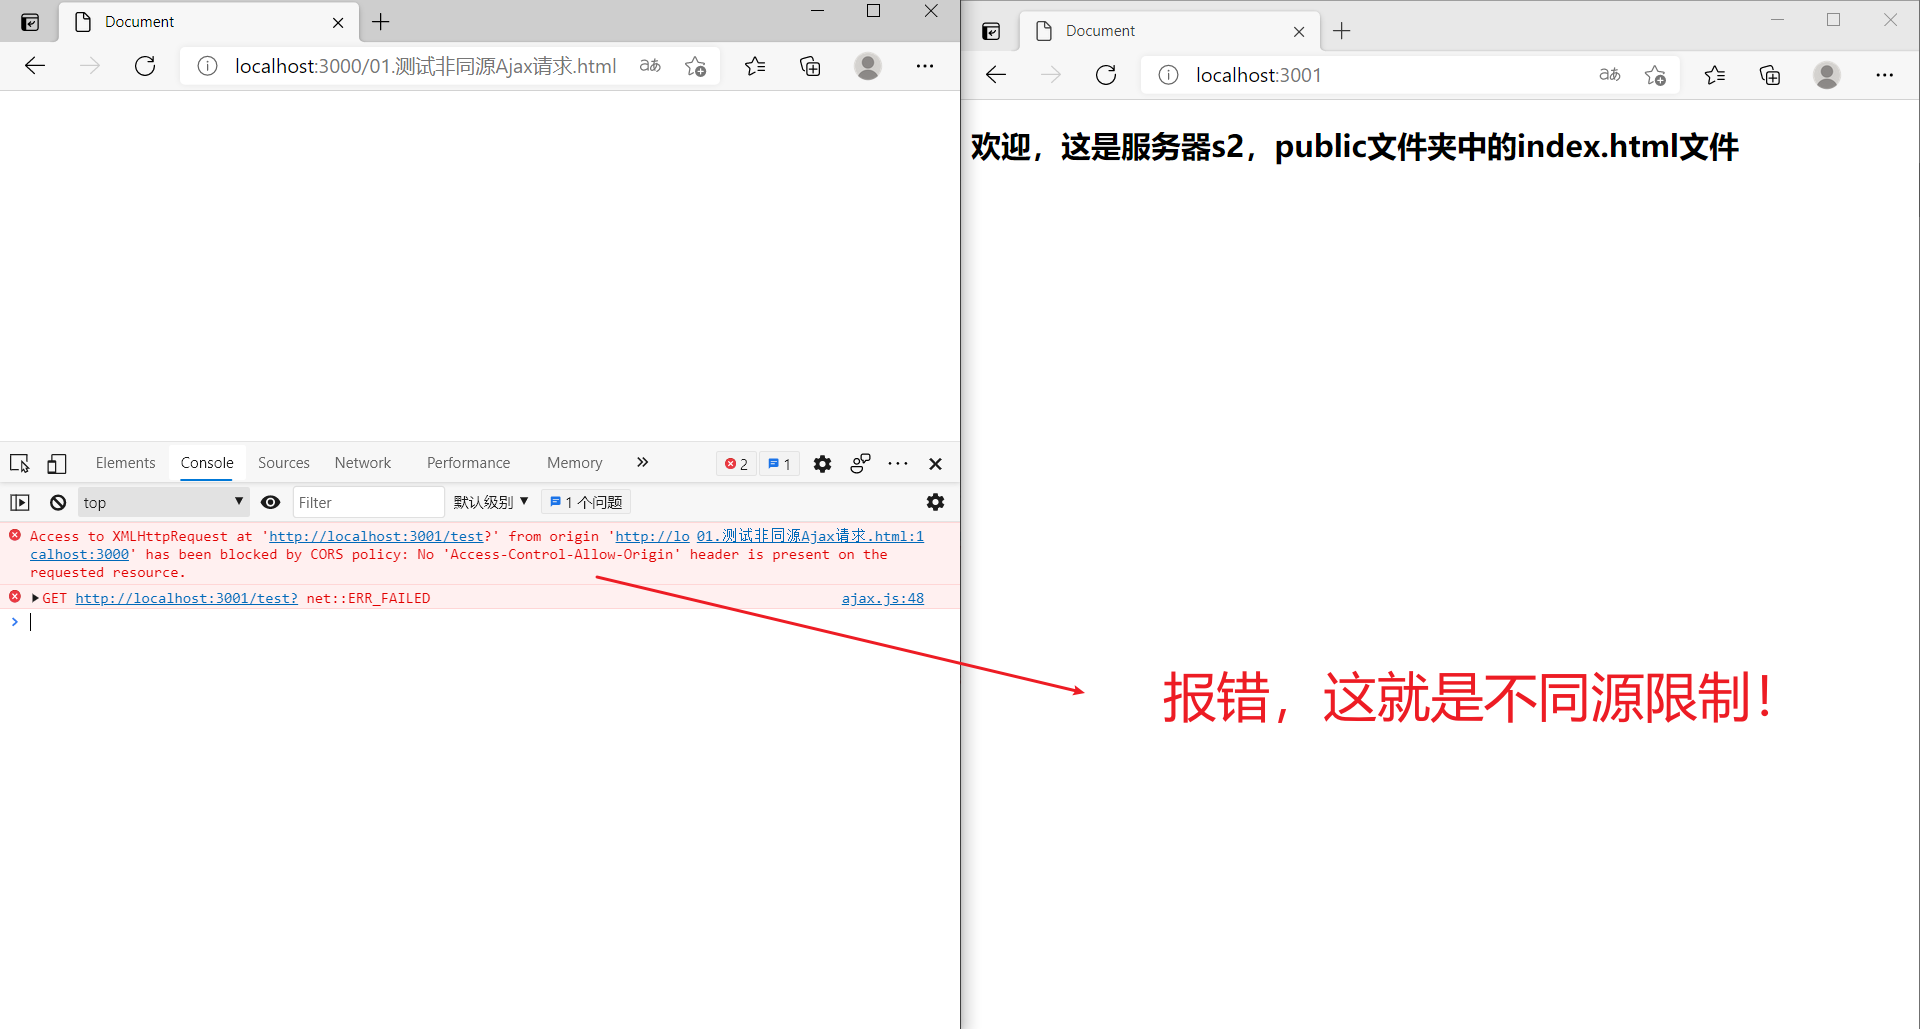 Document
localhost:3000/01.测试非同源Ajax请求.html
aあ
Elements
Console
Sources
Network
Performance
Memory
2
1
top
Filter
默认级别
1 个问题
Access to XMLHttpRequest at 'http://localhost:3001/test?' from origin 'http://lo
01.测试非同源Ajax请求.html:1
calhost:3000' has been blocked by CORS policy: No 'Access-Control-Allow-Origin' header is present on the
requested resource.
GET http://localhost:3001/test? net::ERR_FAILED
ajax.js:48
Document
localhost:3001
aあ
欢迎，这是服务器s2，public文件夹中的index.html文件
报错，这就是不同源限制！